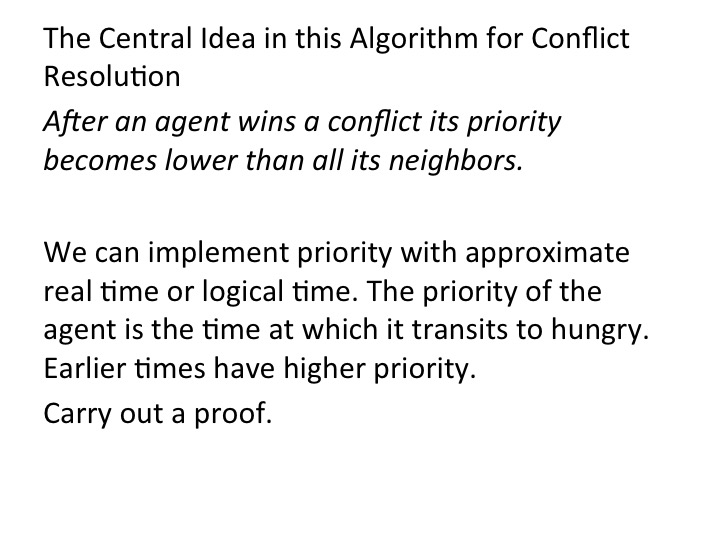 The Central Idea in this Algorithm for Conflict
Resolution
After an agent wins a conflict its priority
becomes lower than all its neighbors.
We can implement priority with approximate
real time or logical time. The priority of the
agent is the time at which it transits to hungry.
Earlier times have higher priority.
Carry out a proof.